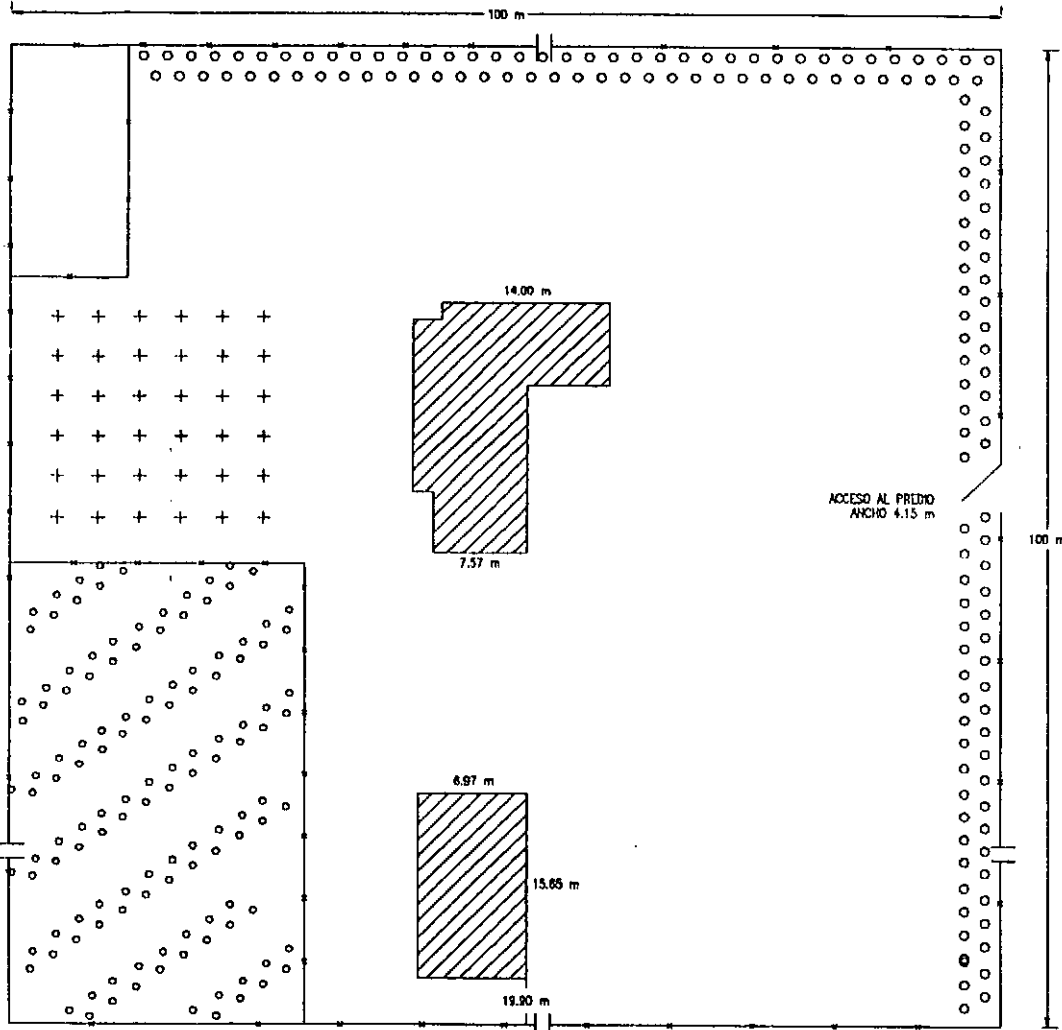 100 m
14.00 m
ACCESO AL PREDIO
ANCHO 4.15 m
100 m
7.57 m
6.97 m
15.65 m
19.90 m